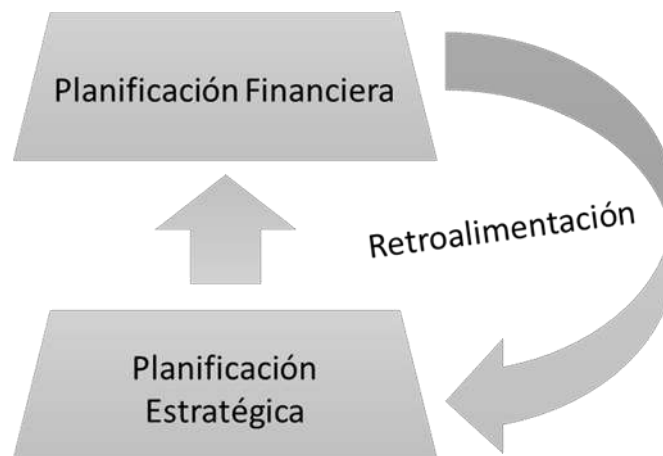 Planificación Financiera
Retroalimentación
Planificación
Estratégica